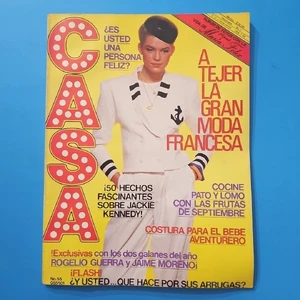 CASA
¿ES
USTED
UNA
PERSONA
FELIZ?
A
TEJER
LA
GRAN
MODA
FRANCESA
¡50 HECHOS
FASCINANTES
SOBRE JACKIE
KENNEDY!
COCINE
PATO Y LOMO
CON LAS FRUTAS
DE SEPTIEMBRE
COSTURA PARA EL BEBE
AVENTURERO
¡Exclusivas con los dos galanes del año
ROGELIO GUERRA y JAIME MORENO¡
¡FLASH!
¿Y USTED... QUE HACE POR SUS ARRUGAS?